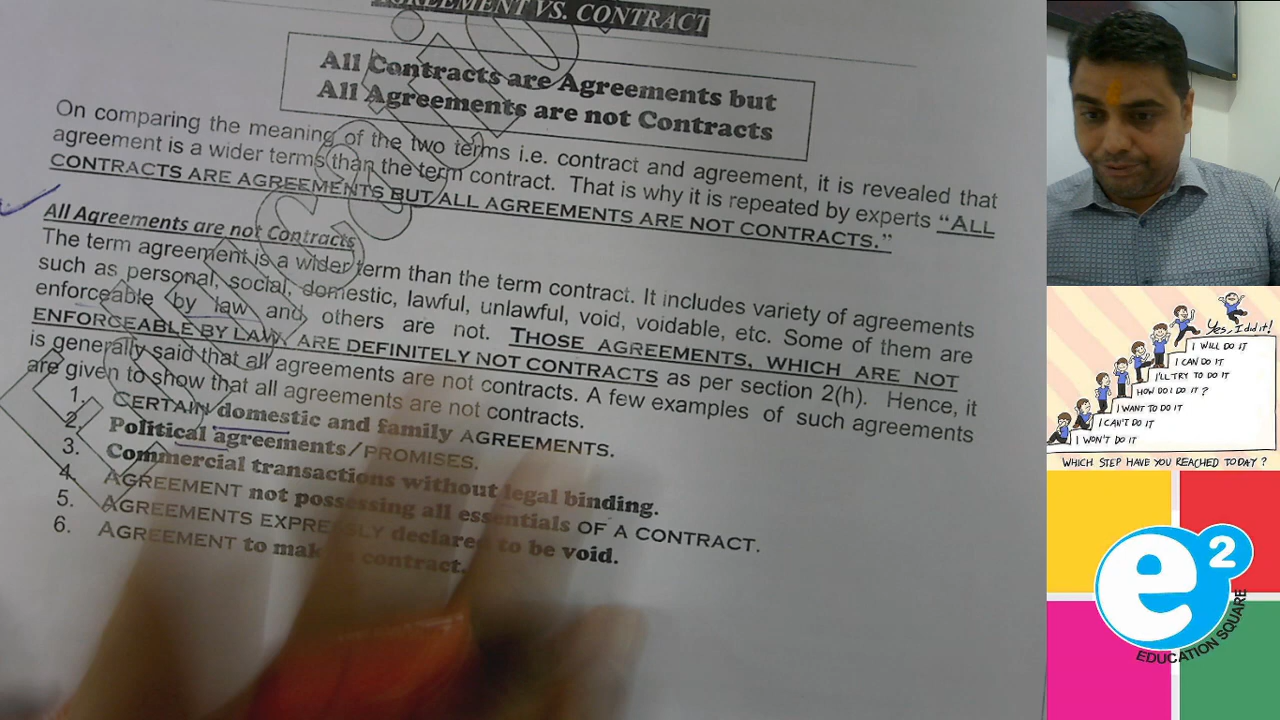 AGREEMENT VS. CONTRACT
All Contracts are Agreements but
All Agreements are not Contracts
On comparing the meaning of the two terms i.e. contract and agreement, it is revealed that
agreement is a wider terms than the term contract. That is why it is repeated by experts “ALL
CONTRACTS ARE AGREEMENTS BUT ALL AGREEMENTS ARE NOT CONTRACTS.”
All Agreements are not Contracts
The term agreement is a wider term than the term contract. It includes variety of agreements
such as personal, social, domestic, lawful, unlawful, void, voidable, etc. Some of them are
enforceable by law and others are not. THOSE AGREEMENTS, WHICH ARE NOT
ENFORCEABLE BY LAW, ARE DEFINITELY NOT CONTRACTS as per section 2(h). Hence, it
is generally said that all agreements are not contracts. A few examples of such agreements
are given to show that all agreements are not contracts.
1. CERTAIN domestic and family AGREEMENTS.
2. Political agreements/PROMISES.
3. Commercial transactions without legal binding.
4. AGREEMENT not possessing all essentials OF A CONTRACT.
5. AGREEMENTS EXPRESSLY declared to be void.
6. AGREEMENT to make a contract.
Yes, I did it!
I WILL DO IT
I CAN DO IT
I'LL TRY TO DO IT
HOW DO I DO IT ?
I WANT TO DO IT
I CAN'T DO IT
I WON'T DO IT
WHICH STEP HAVE YOU REACHED TODAY ?
e2
EDUCATION SQUARE